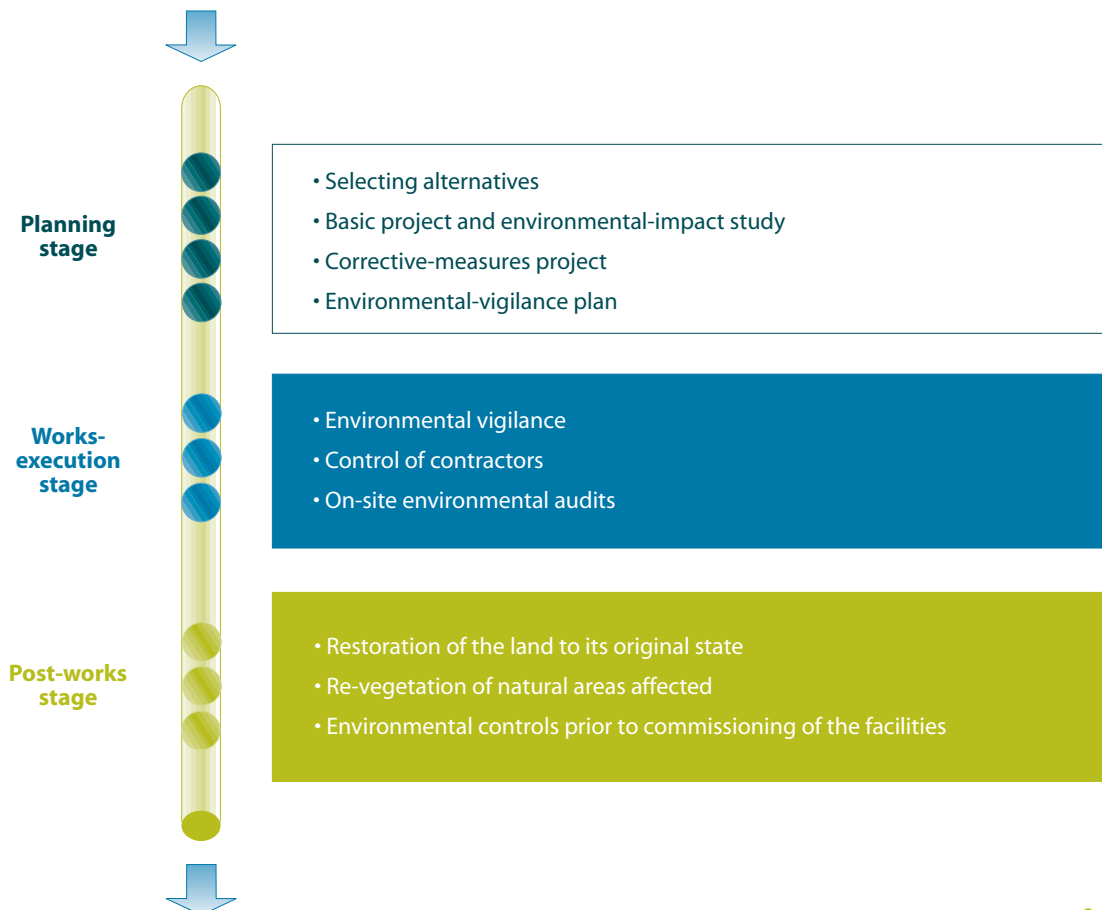 Planning
stage
• Selecting alternatives
• Basic project and environmental-impact study
• Corrective-measures project
• Environmental-vigilance plan
Works-
execution
stage
• Environmental vigilance
• Control of contractors
• On-site environmental audits
Post-works
stage
• Restoration of the land to its original state
• Re-vegetation of natural areas affected
• Environmental controls prior to commissioning of the facilities